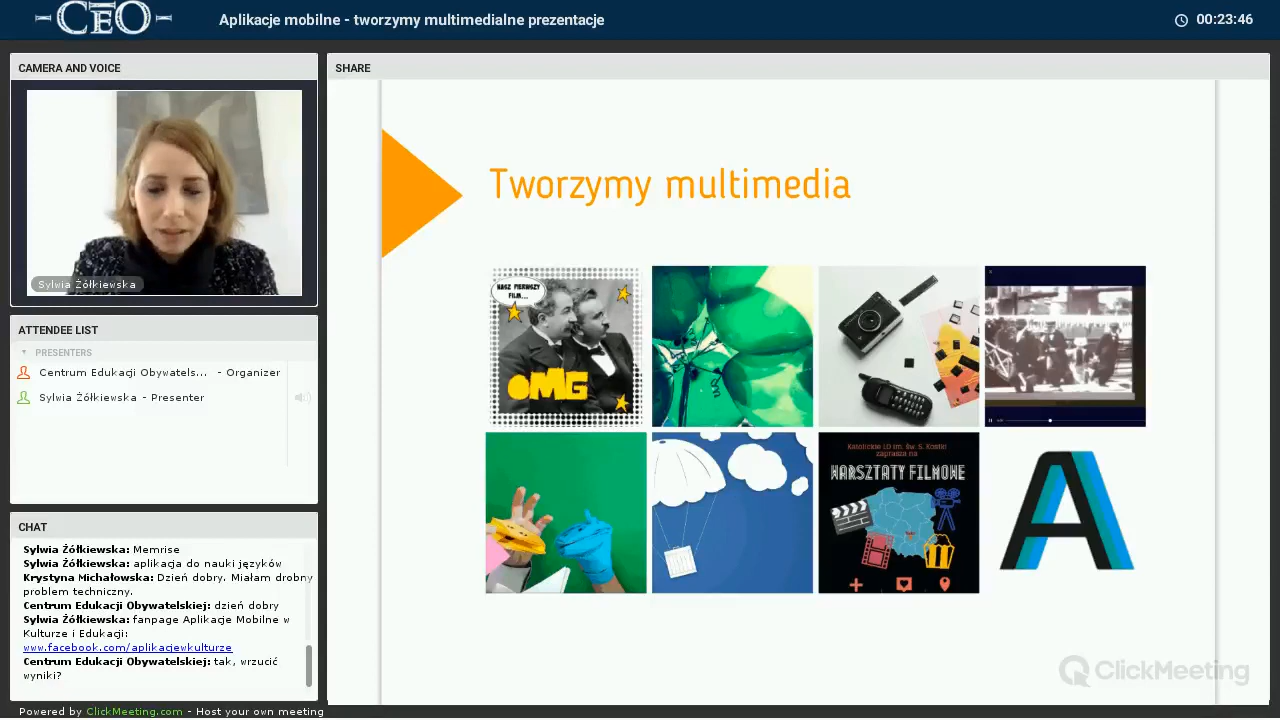 CEO
Aplikacje mobilne - tworzymy multimedialne prezentacje
00:23:46
CAMERA AND VOICE
Sylwia Żółkiewska
ATTENDEE LIST
PRESENTERS
Centrum Edukacji Obywatels... - Organizer
Sylwia Żółkiewska - Presenter
CHAT
Sylwia Żółkiewska: Memrise
Sylwia Żółkiewska: aplikacja do nauki języków
Krystyna Michałowska: Dzień dobry. Miałam drobny
problem techniczny.
Centrum Edukacji Obywatelskiej: dzień dobry
Sylwia Żółkiewska: fanpage Aplikacje Mobilne w
Kulturze i Edukacji:
www.facebook.com/aplikacjewkulturze
Centrum Edukacji Obywatelskiej: tak, wrzucić
wyniki?
Powered by ClickMeeting.com - Host your own meeting
SHARE
Tworzymy multimedia
NASZ PIERWSZY
FILM...
OMG
Katolickie LO im. Św. S. Kostki
zaprasza na
WARSZTATY FILMOWE
A
ClickMeeting